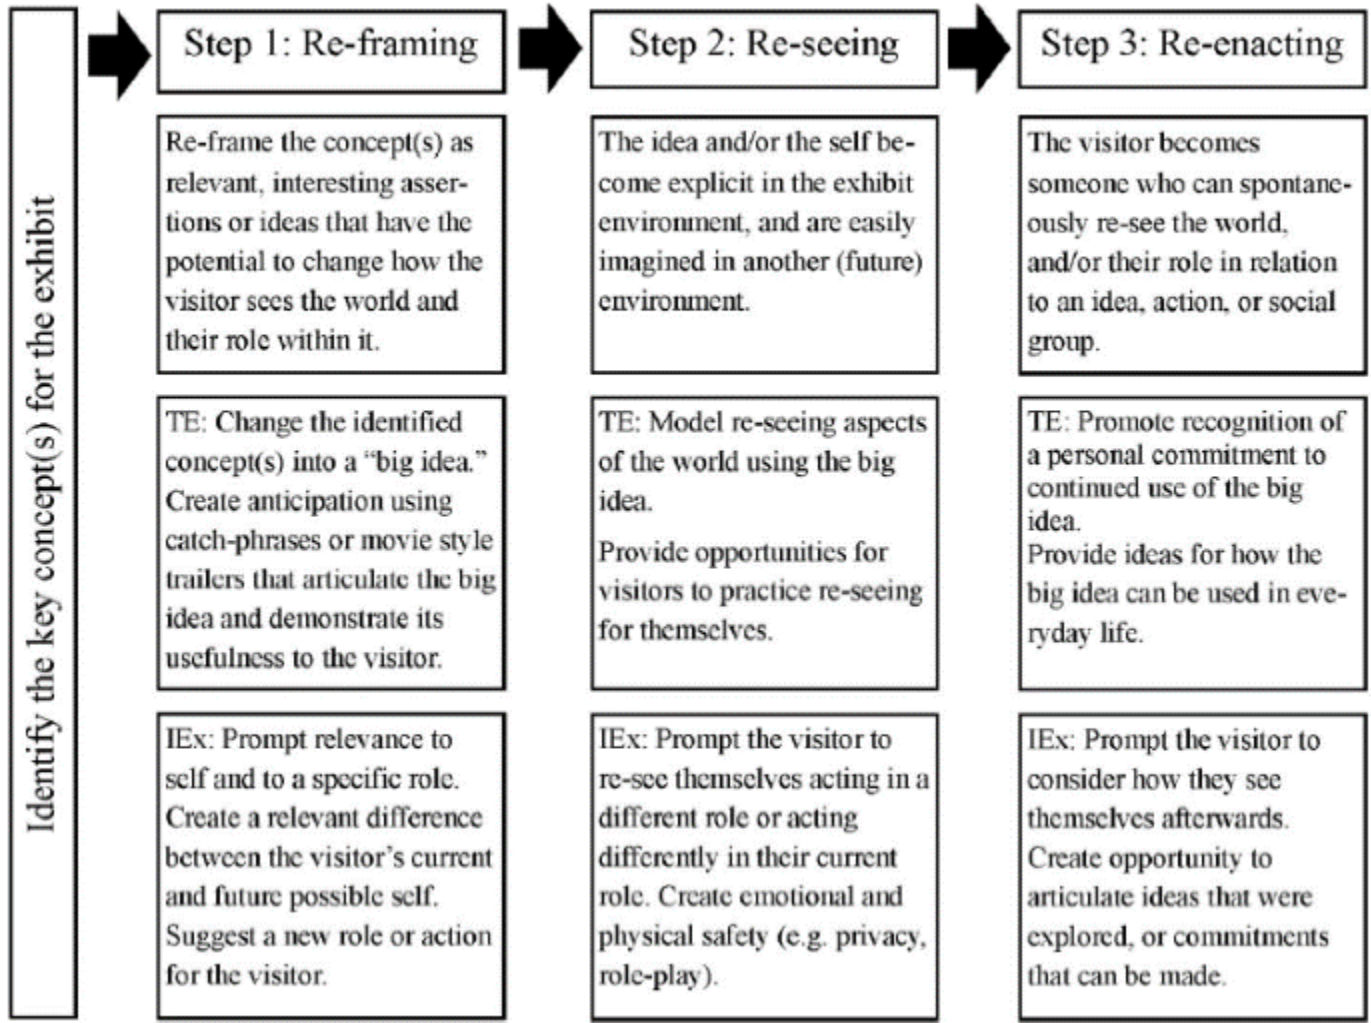 Identify the key concept(s) for the exhibit
Step 1: Re-framing
Re-frame the concept(s) as
relevant, interesting asser-
tions or ideas that have the
potential to change how the
visitor sees the world and
their role within it.
TE: Change the identified
concept(s) into a “big idea.”
Create anticipation using
catch-phrases or movie style
trailers that articulate the big
idea and demonstrate its
usefulness to the visitor.
IEx: Prompt relevance to
self and to a specific role.
Create a relevant difference
between the visitor's current
and future possible self.
Suggest a new role or action
for the visitor.
Step 2: Re-seeing
The idea and/or the self be-
come explicit in the exhibit
environment, and are easily
imagined in another (future)
environment.
TE: Model re-seeing aspects
of the world using the big
idea.
Provide opportunities for
visitors to practice re-seeing
for themselves.
IEx: Prompt the visitor to
re-see themselves acting in a
different role or acting
differently in their current
role. Create emotional and
physical safety (e.g. privacy,
role-play).
Step 3: Re-enacting
The visitor becomes
someone who can spontane-
ously re-see the world,
and/or their role in relation
to an idea, action, or social
group.
TE: Promote recognition of
a personal commitment to
continued use of the big
idea.
Provide ideas for how the
big idea can be used in eve-
ryday life.
IEx: Prompt the visitor to
consider how they see
themselves afterwards.
Create opportunity to
articulate ideas that were
explored, or commitments
that can be made.